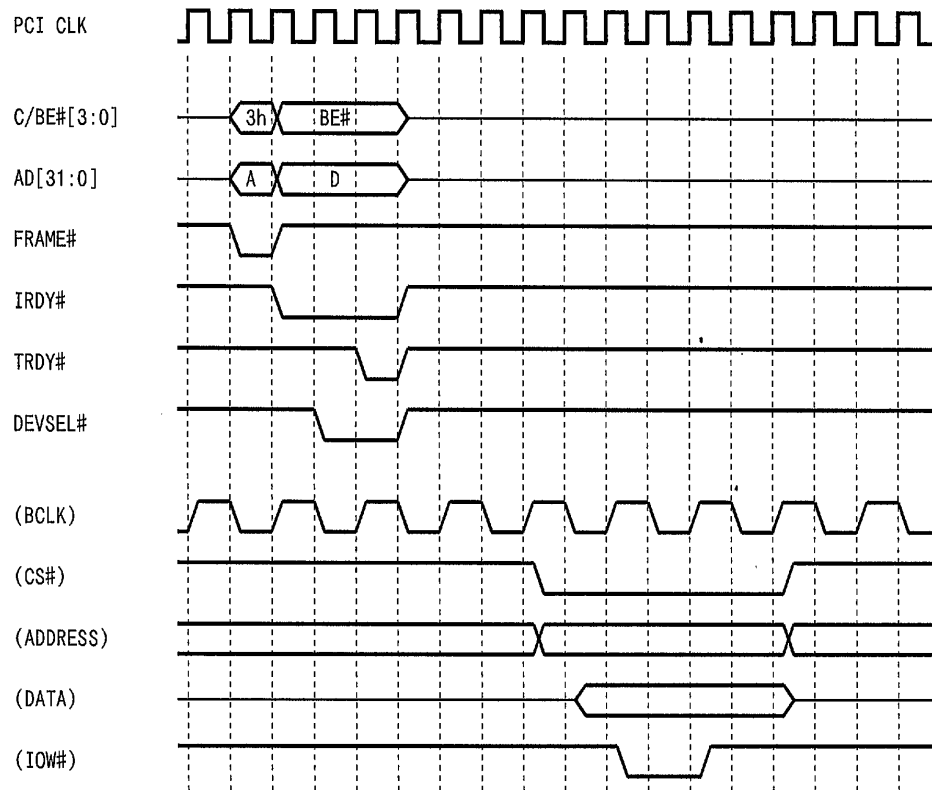 PCI CLK
C/BE#[3:0] 3h BE#
AD[31:0] A D
FRAME#
IRDY#
TRDY#
DEVSEL#
(BCLK)
(CS#)
(ADDRESS)
(DATA)
(IOW#)